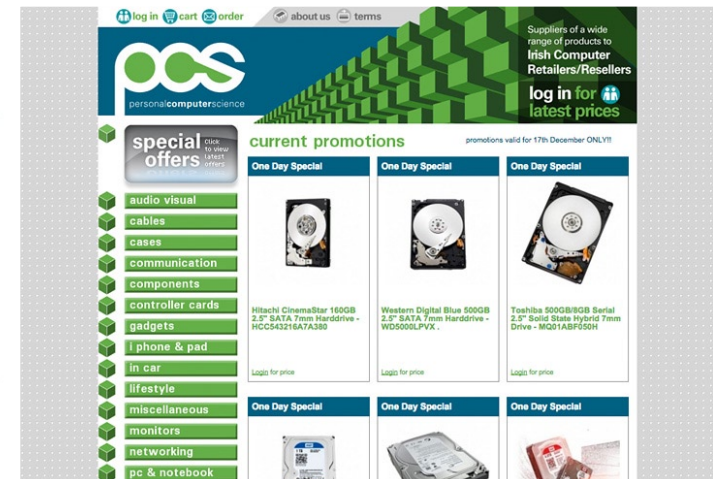 log in cart order about us terms
Suppliers of a wide
range of products to
Irish Computer
Retailers/Resellers
log in for
latest prices
pcs
personalcomputerscience
special offers
Click
to view
latest
offers
current promotions
promotions valid for 17th December ONLY!!!
audio visual
cables
cases
communication
components
controller cards
gadgets
i phone & pad
in car
lifestyle
miscellaneous
monitors
networking
pc & notebook
One Day Special
Hitachi CinemaStar 160GB
2.5" SATA 7mm Harddrive -
HCC543216A7A380
Login for price
One Day Special
Western Digital Blue 500GB
2.5" SATA 7mm Harddrive -
WD5000LPVX .
Login for price
One Day Special
Toshiba 500GB/8GB Serial
2.5" Solid State Hybrid 7mm
Drive - MQ01ABF050H
Login for price
One Day Special
One Day Special
One Day Special